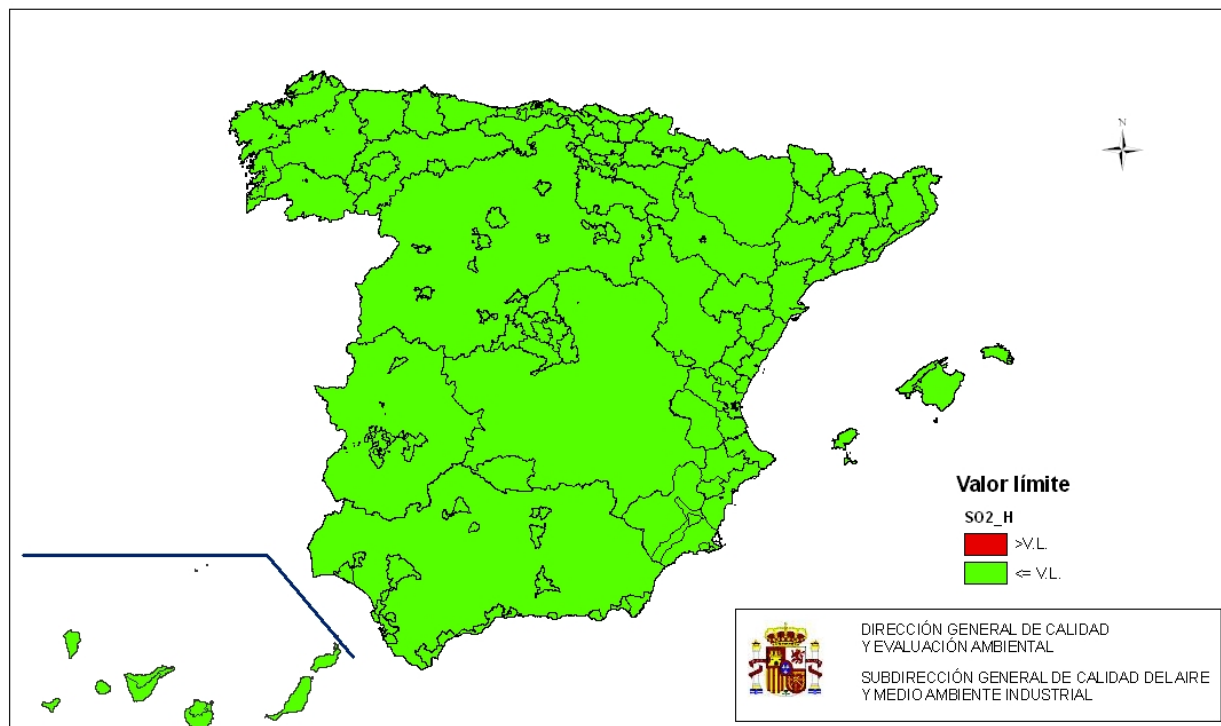 N
Valor límite
SO2_H
>V.L.
<= V.L.
DIRECCIÓN GENERAL DE CALIDAD
Y EVALUACIÓN AMBIENTAL
SUBDIRECCIÓN GENERAL DE CALIDAD DEL AIRE
Y MEDIO AMBIENTE INDUSTRIAL